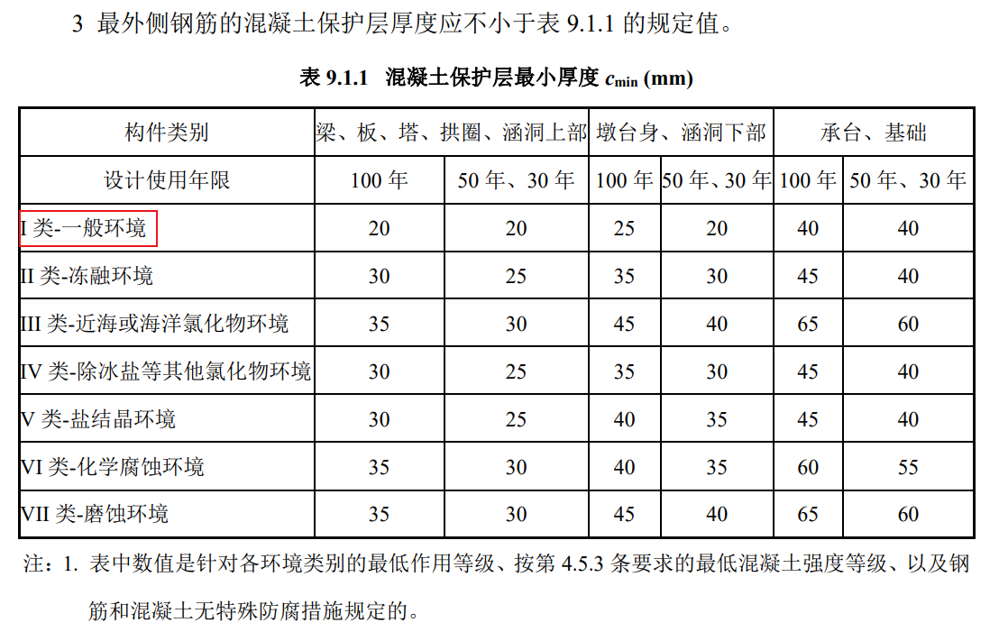 3 最外侧钢筋的混凝土保护层厚度应不小于表 9.1.1 的规定值。
表 9.1.1 混凝土保护层最小厚度 cmin (mm)
构件类别 梁、板、塔、拱圈、涵洞上部 墩台身、涵洞下部 承台、基础
设计使用年限 100 年 50 年、30 年 100 年 50 年、30 年 100 年 50 年、30 年
I 类-一般环境 20 20 25 20 40 40
II 类-冻融环境 30 25 35 30 45 40
III 类-近海或海洋氯化物环境 35 30 45 40 65 60
IV 类-除冰盐等其他氯化物环境 30 25 35 30 45 40
V 类-盐结晶环境 30 25 40 35 45 40
VI 类-化学腐蚀环境 35 30 40 35 60 55
VII 类-磨蚀环境 35 30 45 40 65 60
注：1. 表中数值是针对各环境类别的最低作用等级、按第 4.5.3 条要求的最低混凝土强度等级、以及钢
筋和混凝土无特殊防腐措施规定的。